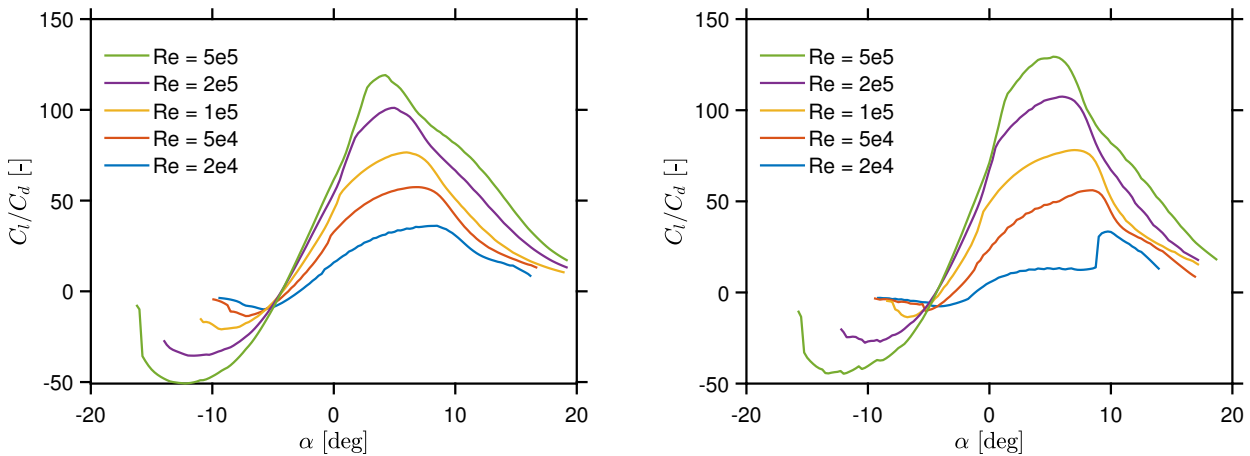 150
100
50
0
-50
-20
-10
0
10
20
C_l/C_d [-]
α [deg]
Re = 5e5
Re = 2e5
Re = 1e5
Re = 5e4
Re = 2e4
150
100
50
0
-50
-20
-10
0
10
20
C_l/C_d [-]
α [deg]
Re = 5e5
Re = 2e5
Re = 1e5
Re = 5e4
Re = 2e4